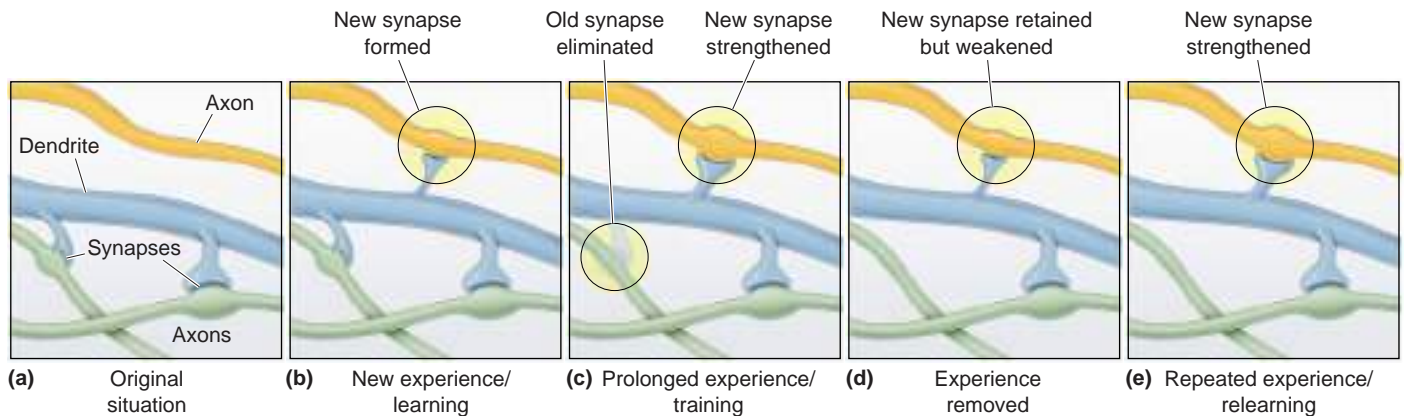 New synapse
formed
Old synapse
eliminated
New synapse
strengthened
New synapse retained
but weakened
New synapse
strengthened
Axon
Dendrite
Synapses
Axons
(a) Original
situation
(b) New experience/
learning
(c) Prolonged experience/
training
(d) Experience
removed
(e) Repeated experience/
relearning